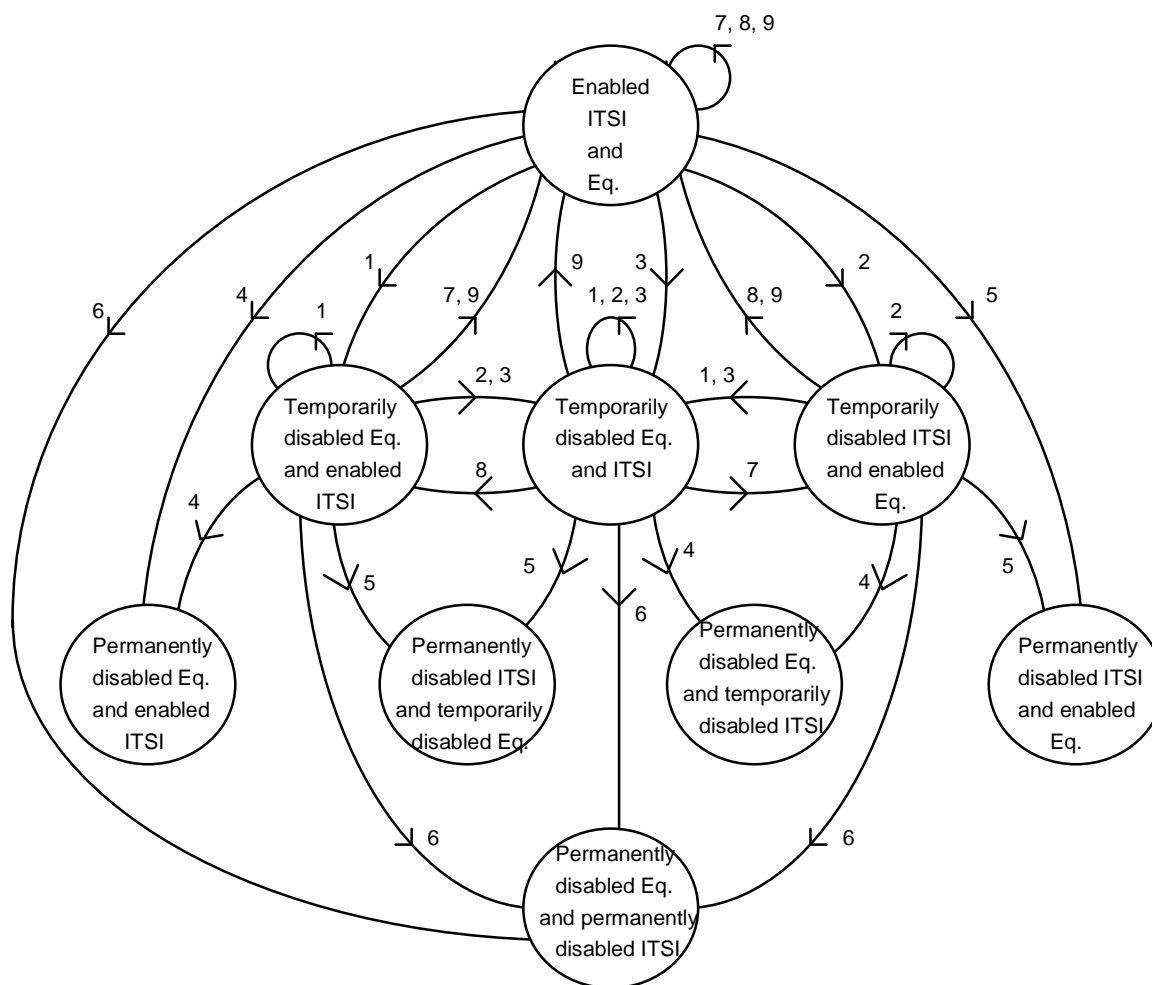 7, 8, 9
Enabled
ITSI
and
Eq.
6
4
1
7, 9
9
3
8, 9
2
5
1
1, 2, 3
2
2, 3
1, 3
Temporarily
disabled Eq.
and enabled
ITSI
Temporarily
disabled Eq.
and ITSI
Temporarily
disabled ITSI
and enabled
Eq.
8
7
4
5
5
6
4
4
5
Permanently
disabled Eq.
and enabled
ITSI
Permanently
disabled ITSI
and temporarily
disabled Eq.
Permanently
disabled Eq.
and temporarily
disabled ITSI
Permanently
disabled ITSI
and enabled
Eq.
6
6
Permanently
disabled Eq.
and permanently
disabled ITSI